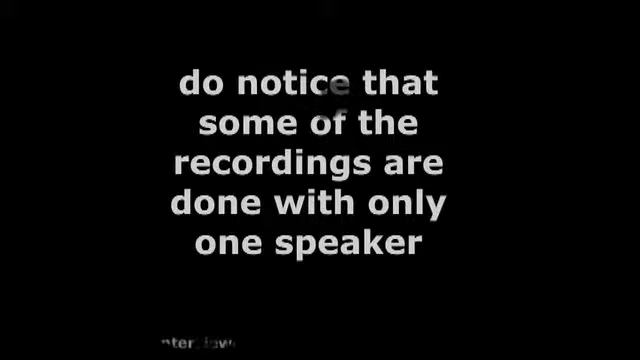 do notice that
some of the
recordings are
done with only
one speaker